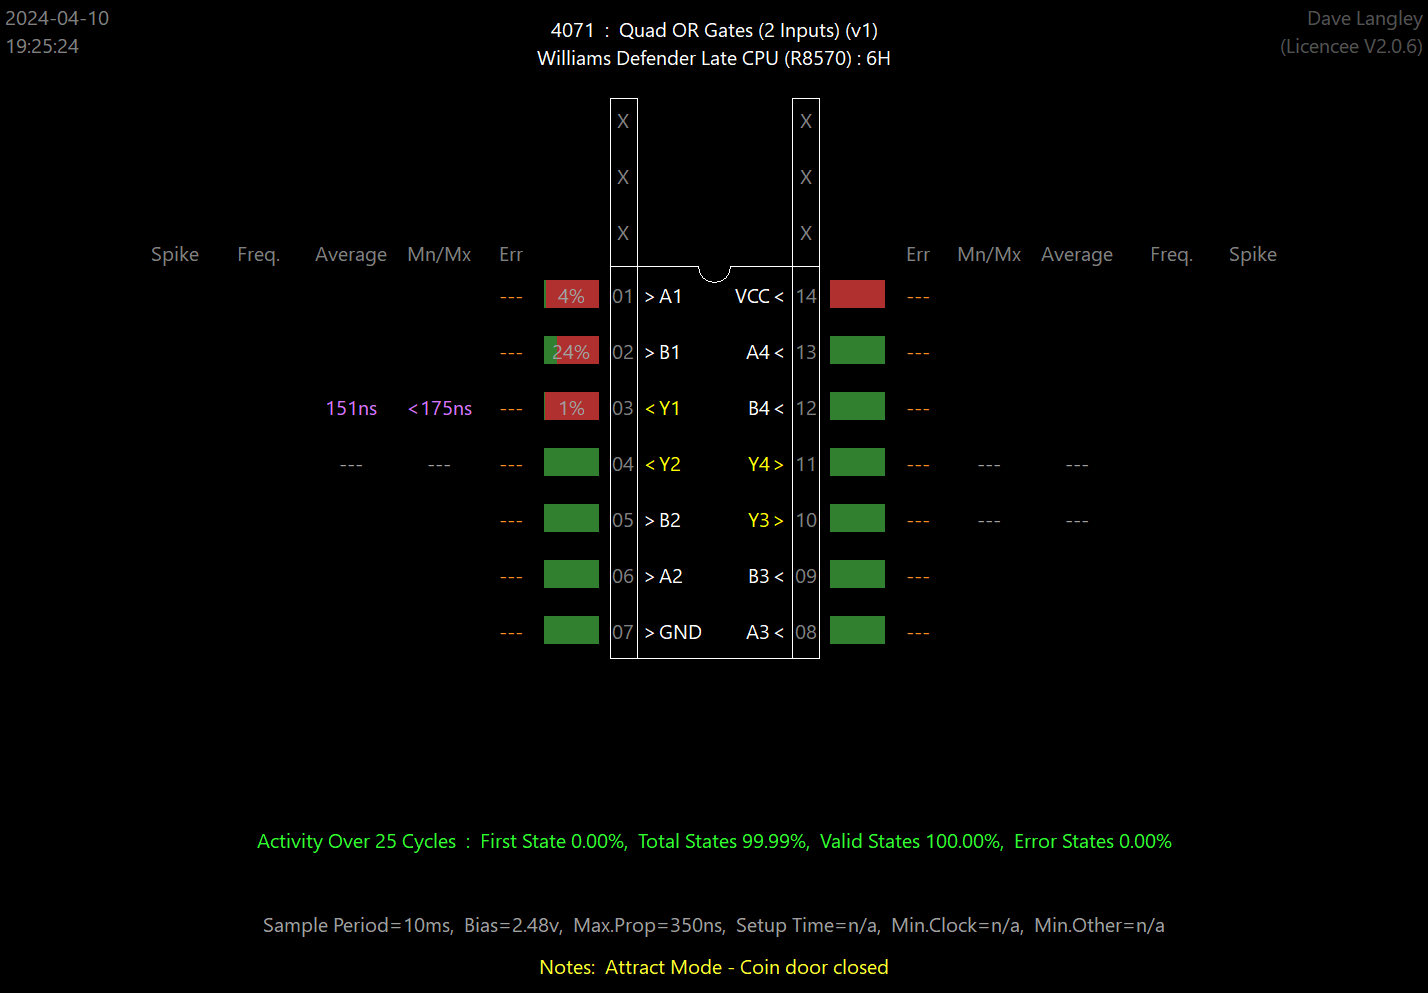 2024-04-10
19:25:24
4071 : Quad OR Gates (2 Inputs) (v1)
Williams Defender Late CPU (R8570) : 6H
Dave Langley
(Licencee V2.0.6)
X X
X X
X X
Spike Freq. Average Mn/Mx Err Err Mn/Mx Average Freq. Spike
--- 4% 01 > A1 VCC < 14 ---
--- 24% 02 > B1 A4 < 13 ---
151ns <175ns --- 1% 03 < Y1 B4 < 12 ---
--- --- --- 04 < Y2 Y4 > 11 --- --- ---
--- 05 > B2 Y3 > 10 --- --- ---
--- 06 > A2 B3 < 09 ---
--- 07 > GND A3 < 08 ---
Activity Over 25 Cycles : First State 0.00%, Total States 99.99%, Valid States 100.00%, Error States 0.00%
Sample Period=10ms, Bias=2.48v, Max.Prop=350ns, Setup Time=n/a, Min.Clock=n/a, Min.Other=n/a
Notes: Attract Mode - Coin door closed